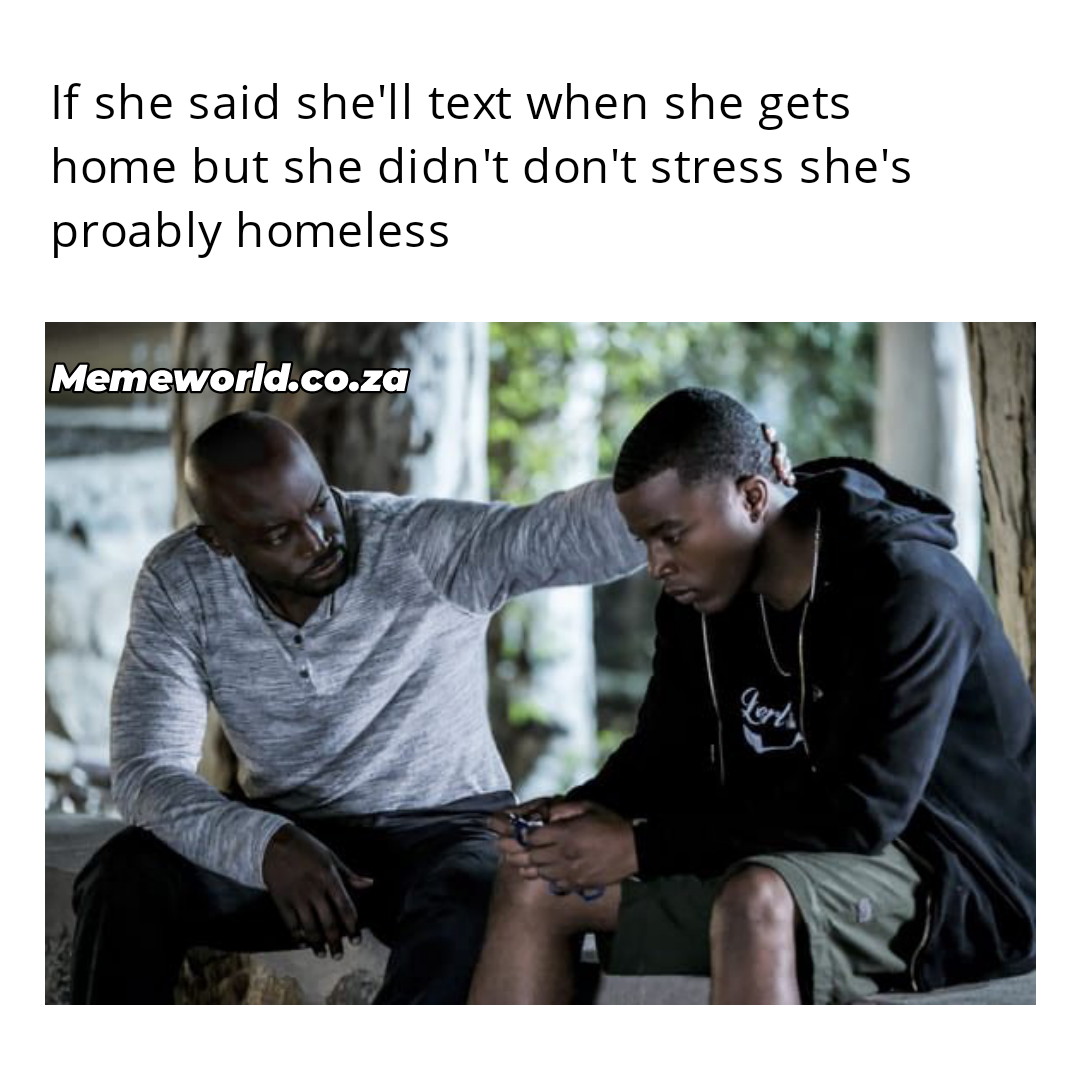 If she said she'll text when she gets
home but she didn't don't stress she's
proably homeless
Memeworld.co.za